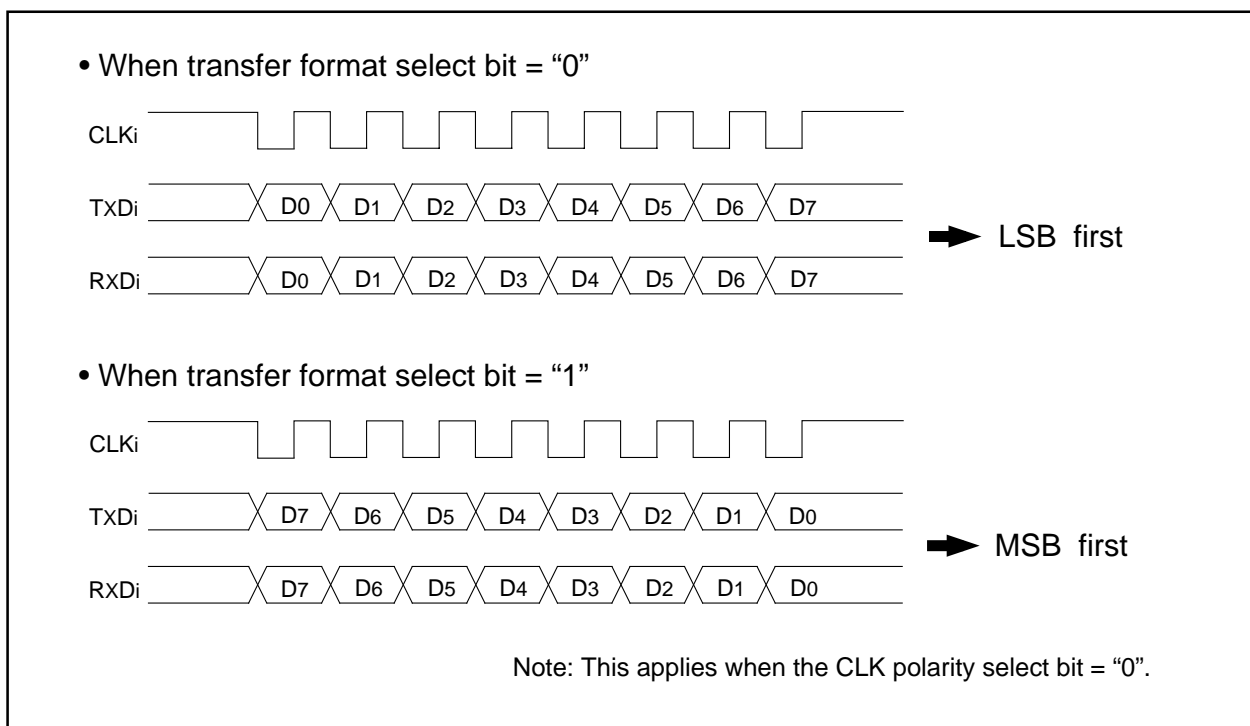 • When transfer format select bit = “0”
CLKi
TXDi D0 D1 D2 D3 D4 D5 D6 D7
LSB first
RXDi D0 D1 D2 D3 D4 D5 D6 D7
• When transfer format select bit = “1”
CLKi
TXDi D7 D6 D5 D4 D3 D2 D1 D0
MSB first
RXDi D7 D6 D5 D4 D3 D2 D1 D0
Note: This applies when the CLK polarity select bit = “0”.